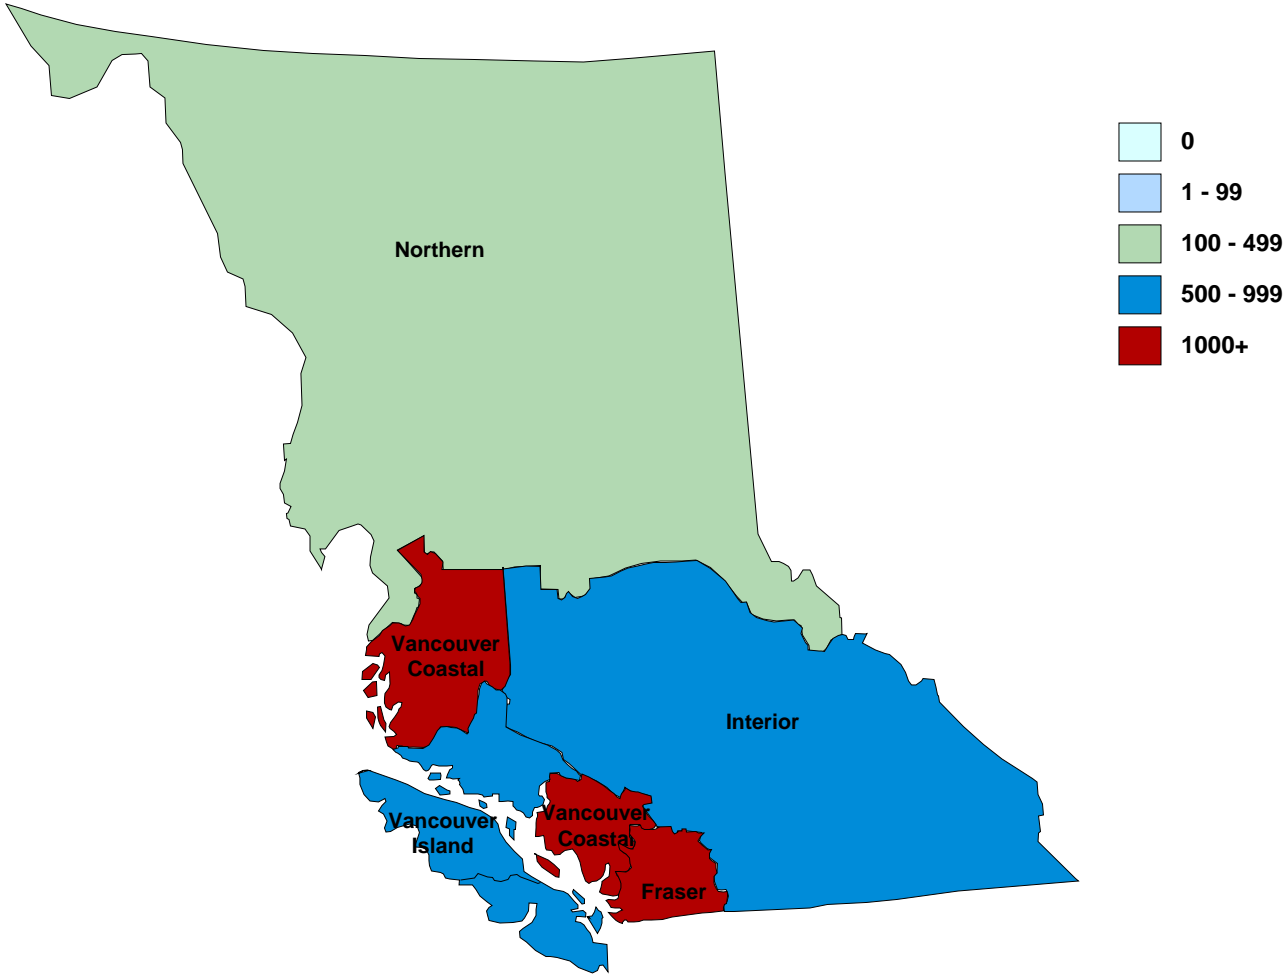 0
1 - 99
100 - 499
500 - 999
1000+
Northern
Vancouver
Coastal
Interior
Vancouver
Island
Vancouver
Coastal
Fraser